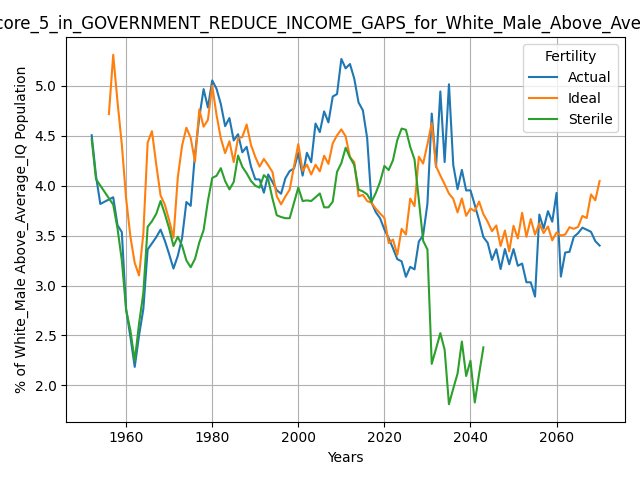 core_5_in_GOVERNMENT_REDUCE_INCOME_GAPS_for_White_Male_Above_Ave
Fertility
Actual
Ideal
Sterile
% of White_Male Above_Average_IQ Population
5.0
4.5
4.0
3.5
3.0
2.5
2.0
1960
1980
2000
2020
2040
2060
Years